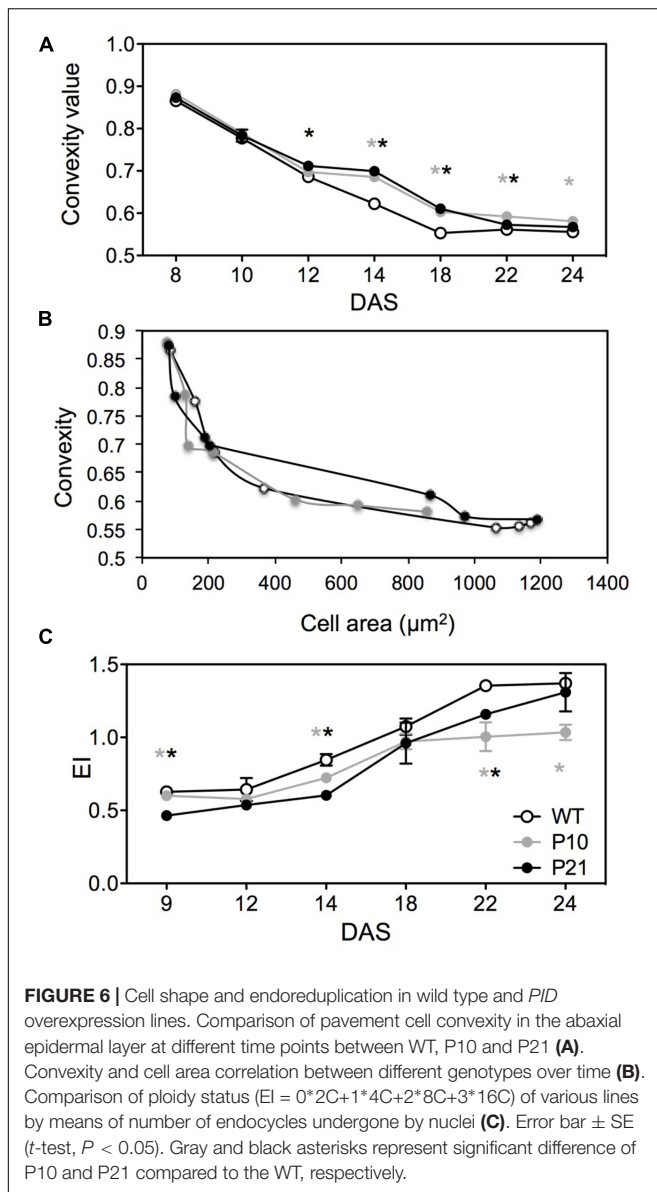 A
Convexity value
1.0
0.9
0.8
0.7
0.6
0.5
*
**
**
**
*
8 10 12 14 18 22 24
DAS
B
Convexity
0.9
0.85
0.8
0.75
0.7
0.65
0.6
0.55
0.5
0 200 400 600 800 1000 1200 1400
Cell area (µm²)
C
EI
1.5
1.0
0.5
0.0
**
**
**
*
WT
P10
P21
9 12 14 18 22 24
DAS
FIGURE 6 | Cell shape and endoreduplication in wild type and PID
overexpression lines. Comparison of pavement cell convexity in the abaxial
epidermal layer at different time points between WT, P10 and P21 (A).
Convexity and cell area correlation between different genotypes over time (B).
Comparison of ploidy status (EI = 0*2C+1*4C+2*8C+3*16C) of various lines
by means of number of endocycles undergone by nuclei (C). Error bar ± SE
(t-test, P < 0.05). Gray and black asterisks represent significant difference of
P10 and P21 compared to the WT, respectively.